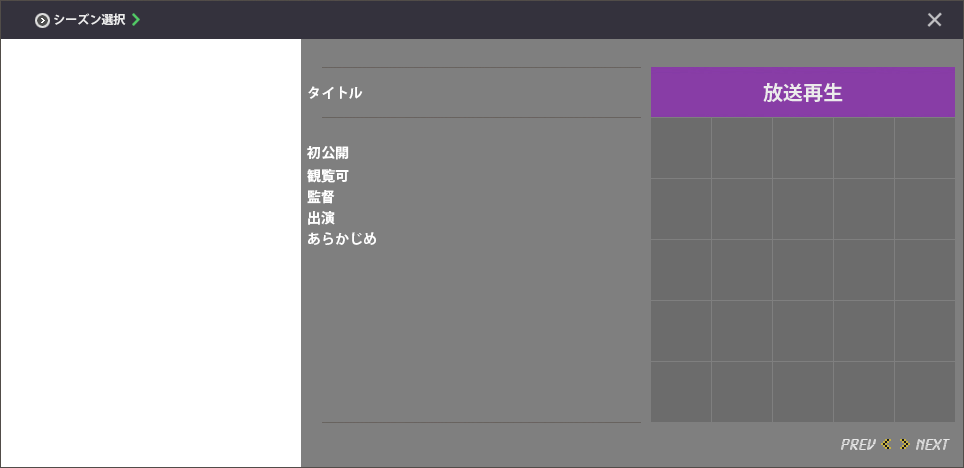 シーズン選択
タイトル
初公開
観覧可
監督
出演
あらかじめ
放送再生
PREV NEXT